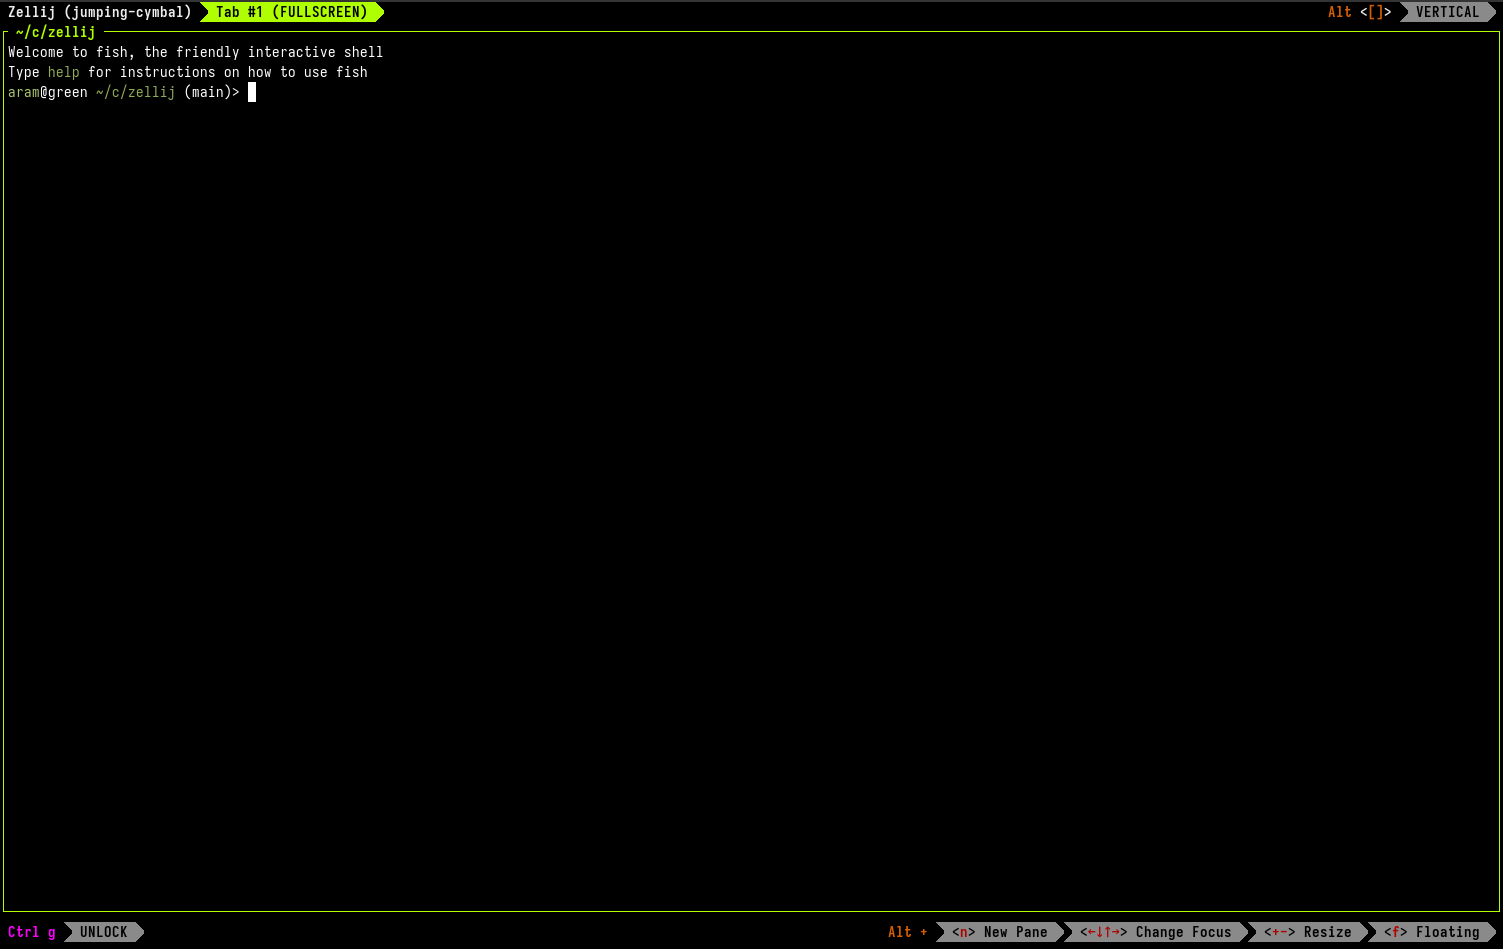 Zellij (jumping-cymbal) Tab #1 (FULLSCREEN) Alt <[]> VERTICAL
~/c/zellij
Welcome to fish, the friendly interactive shell
Type help for instructions on how to use fish
aram@green ~/c/zellij (main)>
Ctrl g UNLOCK Alt + <n> New Pane <←↓↑→> Change Focus <+-> Resize <f> Floating